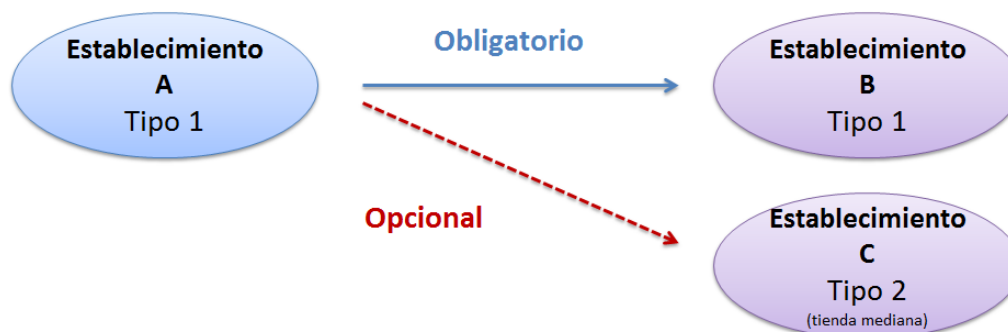 Establecimiento
A
Tipo 1
Obligatorio
Establecimiento
B
Tipo 1
Opcional
Establecimiento
C
Tipo 2
(tienda mediana)